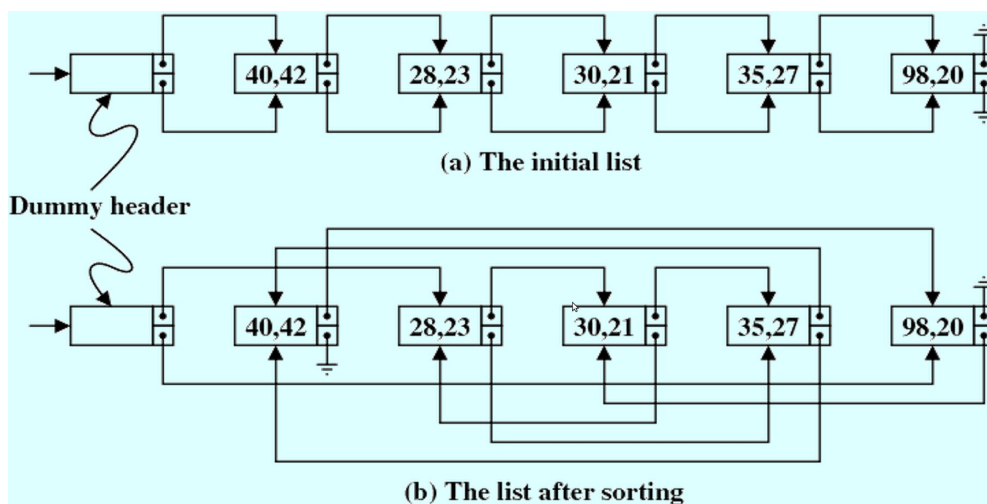 40,42 28,23 30,21 35,27 98,20
(a) The initial list
Dummy header
40,42 28,23 30,21 35,27 98,20
(b) The list after sorting